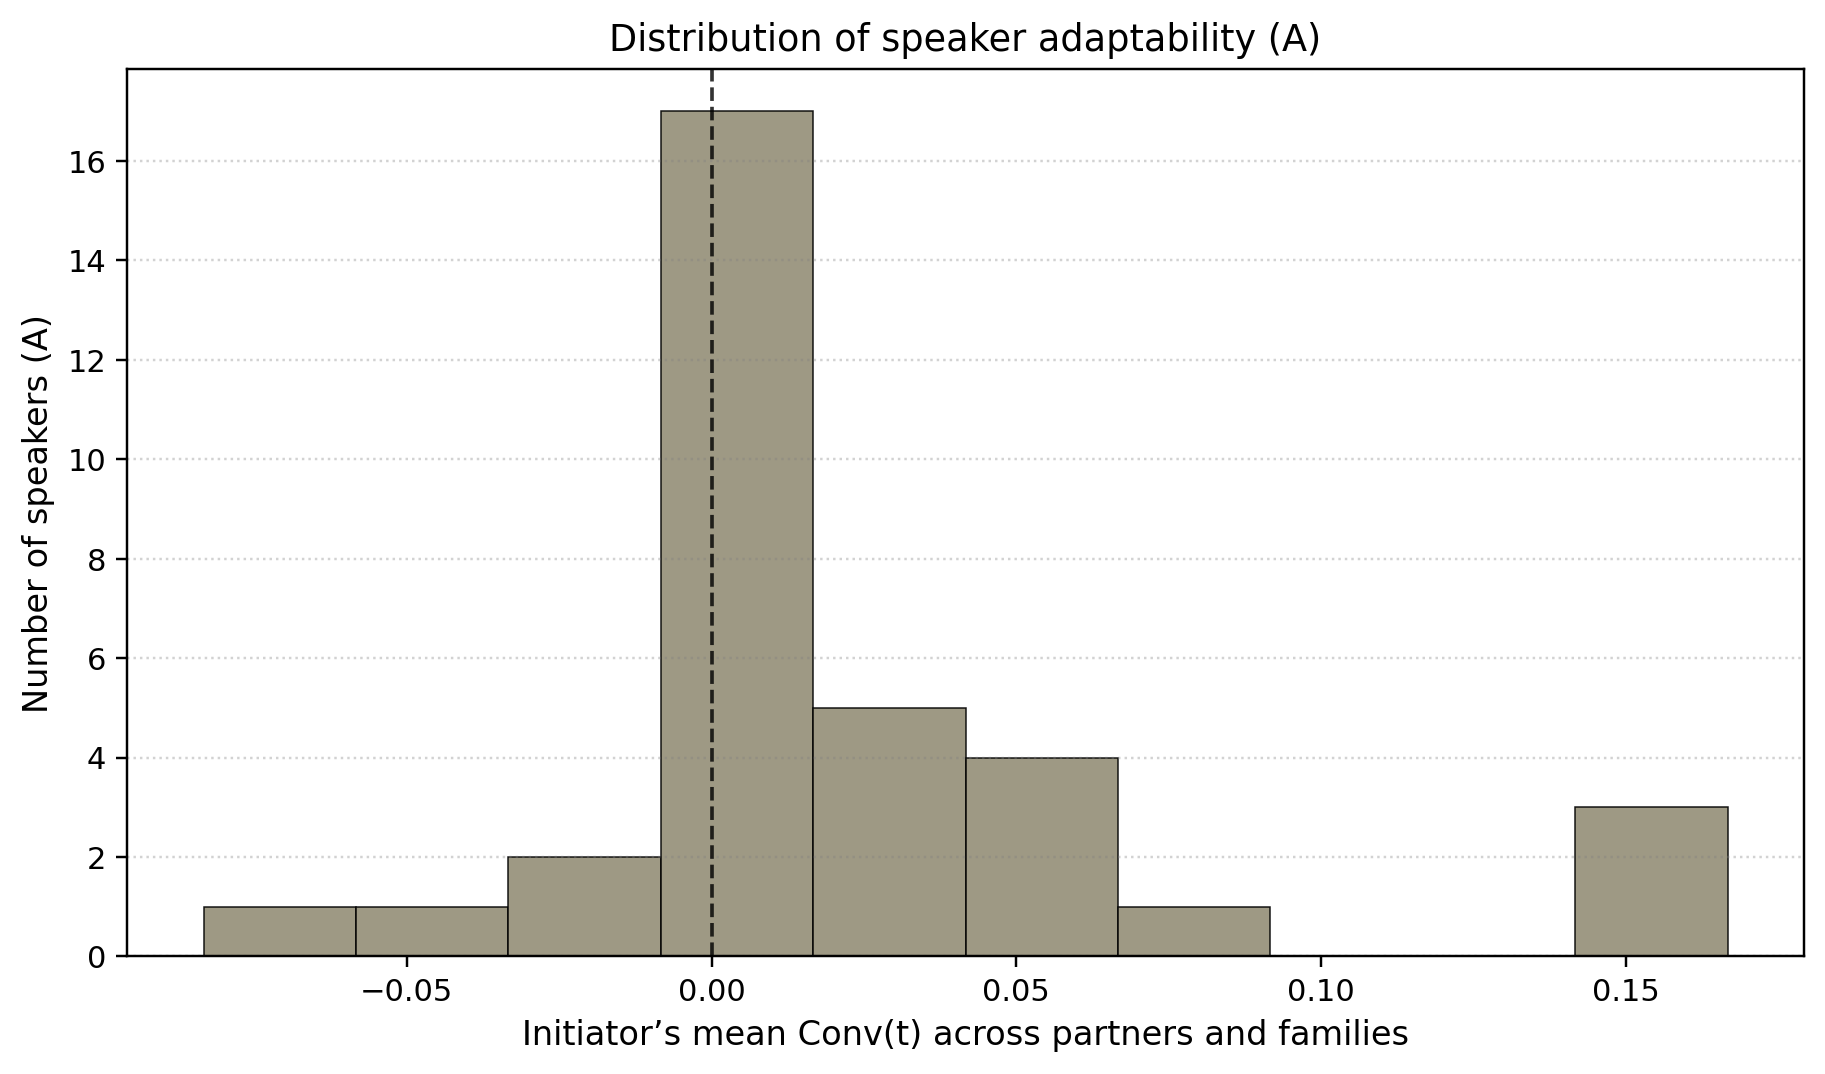 Distribution of speaker adaptability (A)
Number of speakers (A)
16
14
12
10
8
6
4
2
0
−0.05 0.00 0.05 0.10 0.15
Initiator’s mean Conv(t) across partners and families